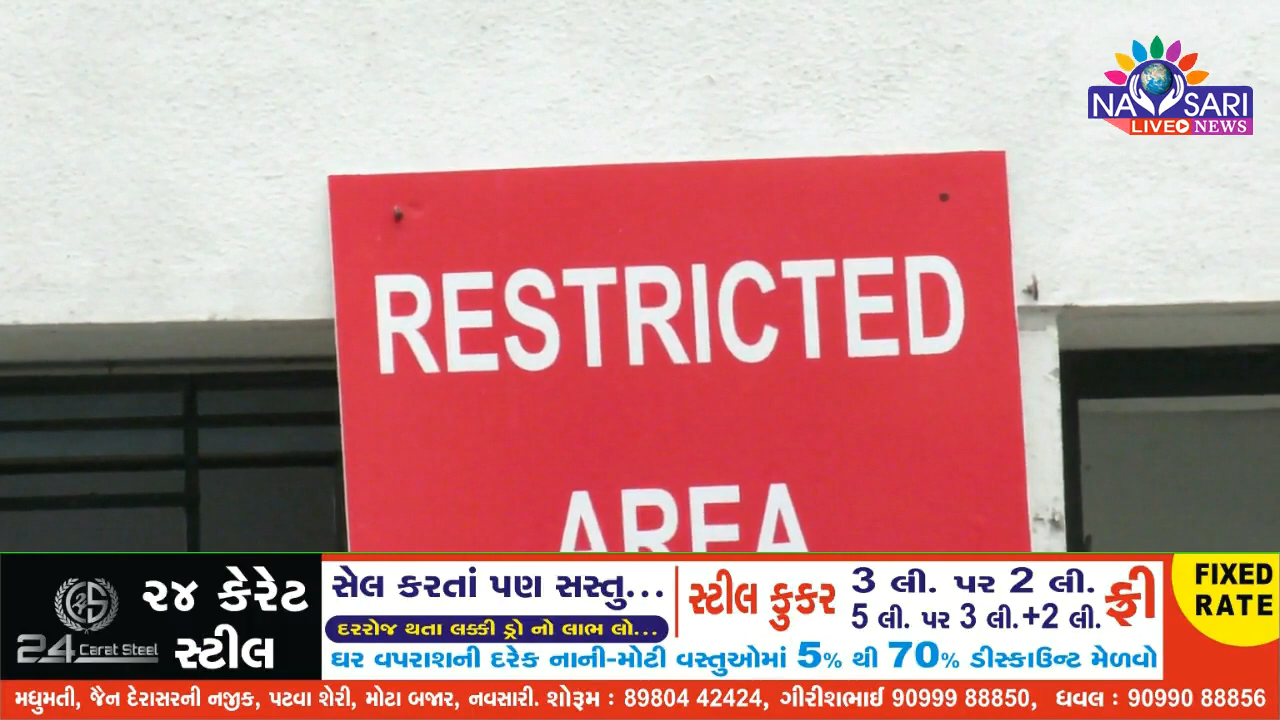 NAVSARI
LIVE NEWS
RESTRICTED
AREA
24 Carat Steel
૨૪ કેરેટ
સ્ટીલ
સેલ કરતાં પણ સસ્તુ...
દરરોજ થતા લક્કી ડ્રો નો લાભ લો...
સ્ટીલ કુકર
3 લી. પર 2 લી.
5 લી. પર 3 લી.+2 લી.
ફ્રી
ઘર વપરાશની દરેક નાની-મોટી વસ્તુઓમાં 5% થી 70% ડીસ્કાઉન્ટ મેળવો
FIXED
RATE
મધુમતી, જૈન દેરાસરની નજીક, પટવા શેરી, મોટા બજાર, નવસારી. શોરૂમ : 89804 42424, ગીરીશભાઈ 90999 88850, ધવલ : 90990 88856